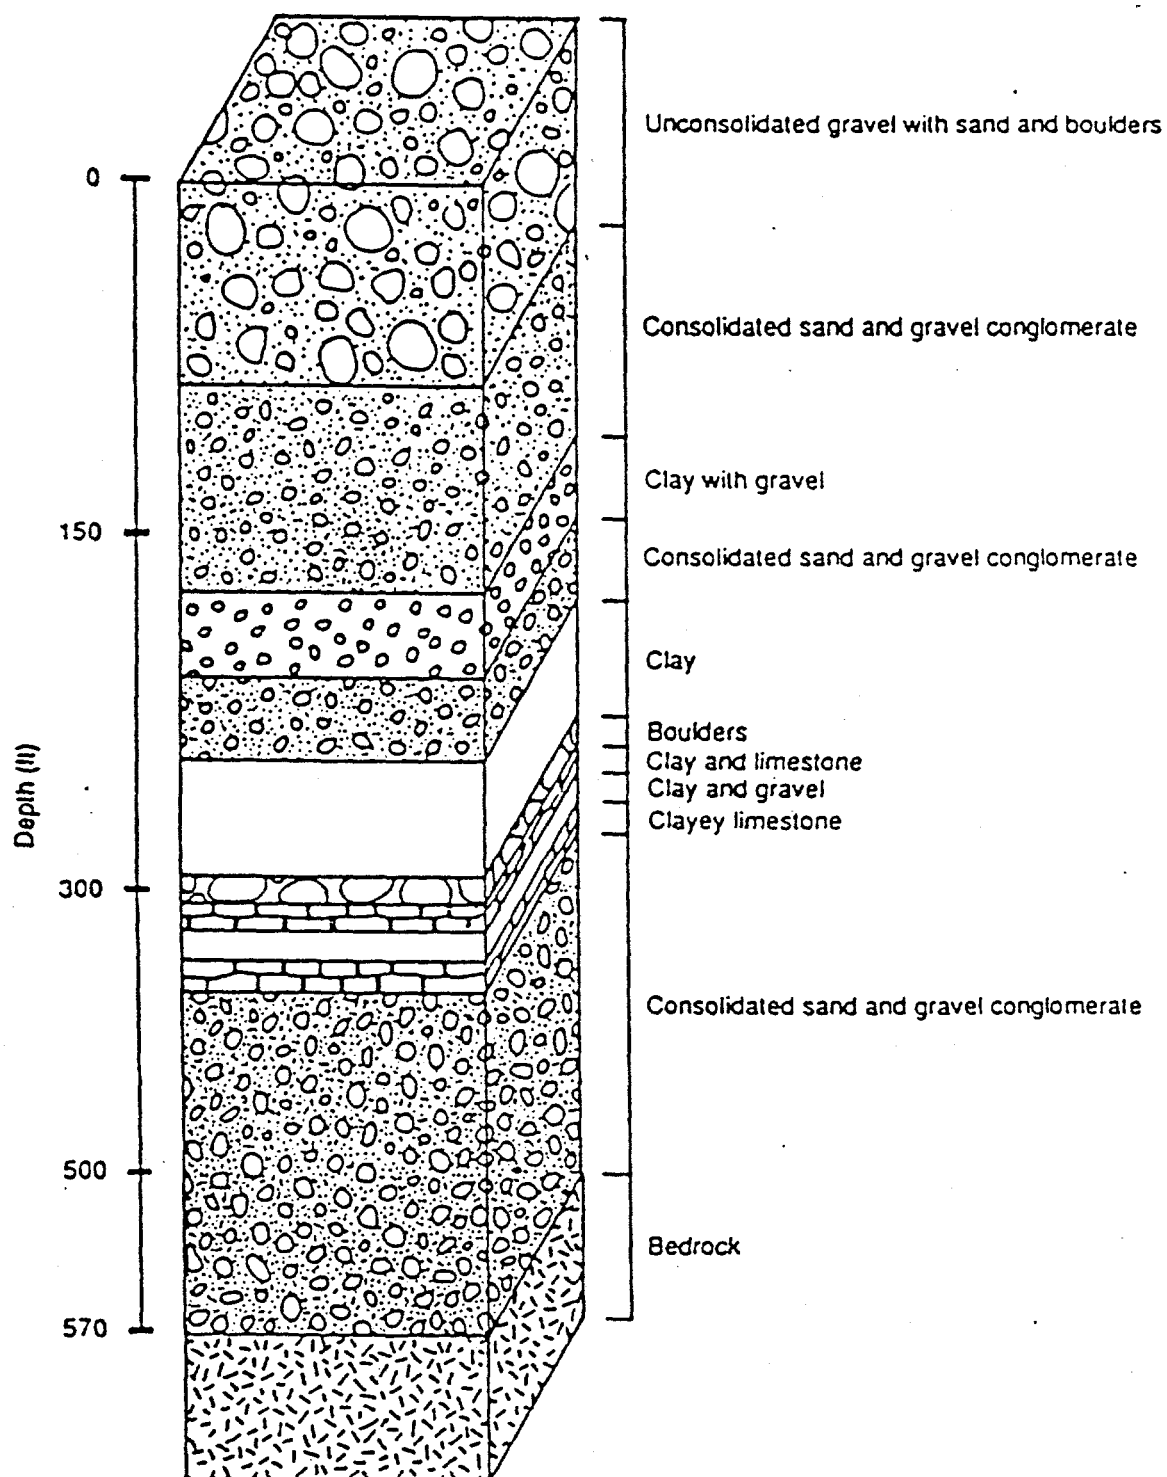 Unconsolidated gravel with sand and boulders
0
Consolidated sand and gravel conglomerate
Clay with gravel
150
Consolidated sand and gravel conglomerate
Clay
Boulders
Clay and limestone
Clay and gravel
Clayey limestone
Depth (ft)
300
Consolidated sand and gravel conglomerate
500
Bedrock
570